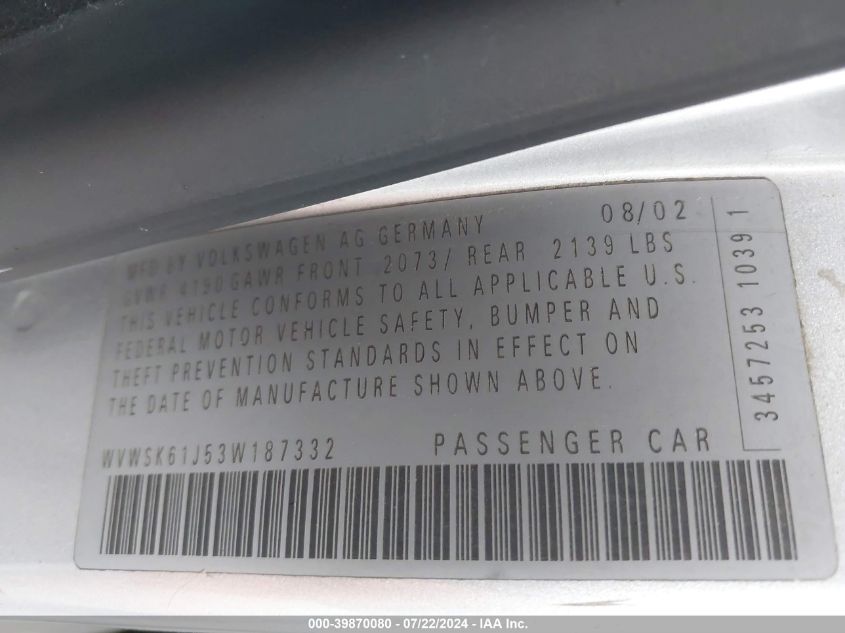 MFD BY VOLKSWAGEN AG GERMANY 08/02
GVWR 4190 GAWR FRONT 2073/ REAR 2139 LBS
THIS VEHICLE CONFORMS TO ALL APPLICABLE U.S.
FEDERAL MOTOR VEHICLE SAFETY, BUMPER AND
THEFT PREVENTION STANDARDS IN EFFECT ON
THE DATE OF MANUFACTURE SHOWN ABOVE.
WVWSK61J53W187332 PASSENGER CAR
3457253 10391
000-39870080 - 07/22/2024 - IAA Inc.